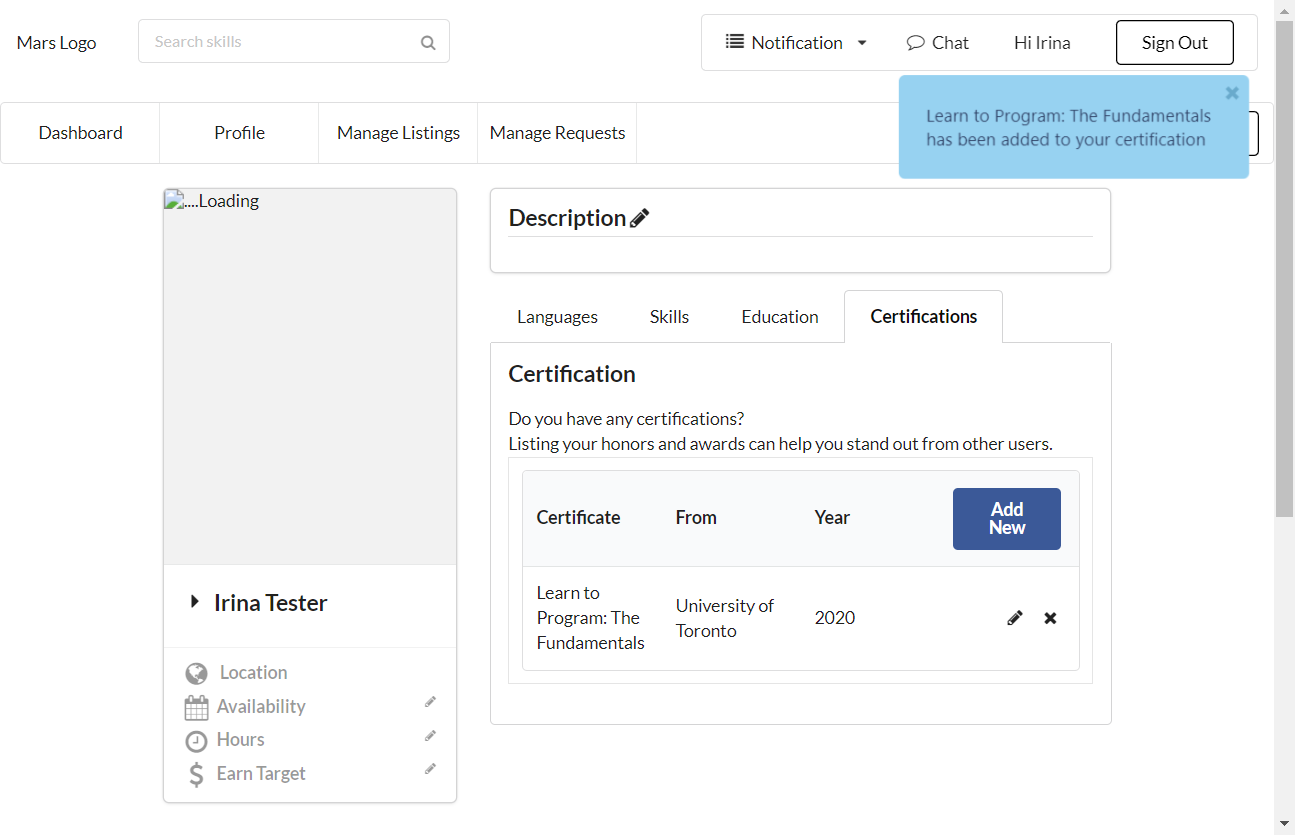 Mars Logo
Search skills
Notification
Chat
Hi Irina
Sign Out
Learn to Program: The Fundamentals
has been added to your certification
Dashboard
Profile
Manage Listings
Manage Requests
....Loading
Irina Tester
Location
Availability
Hours
Earn Target
Description
Languages
Skills
Education
Certifications
Certification
Do you have any certifications?
Listing your honors and awards can help you stand out from other users.
Certificate
From
Year
Add
New
Learn to
Program: The
Fundamentals
University of
Toronto
2020